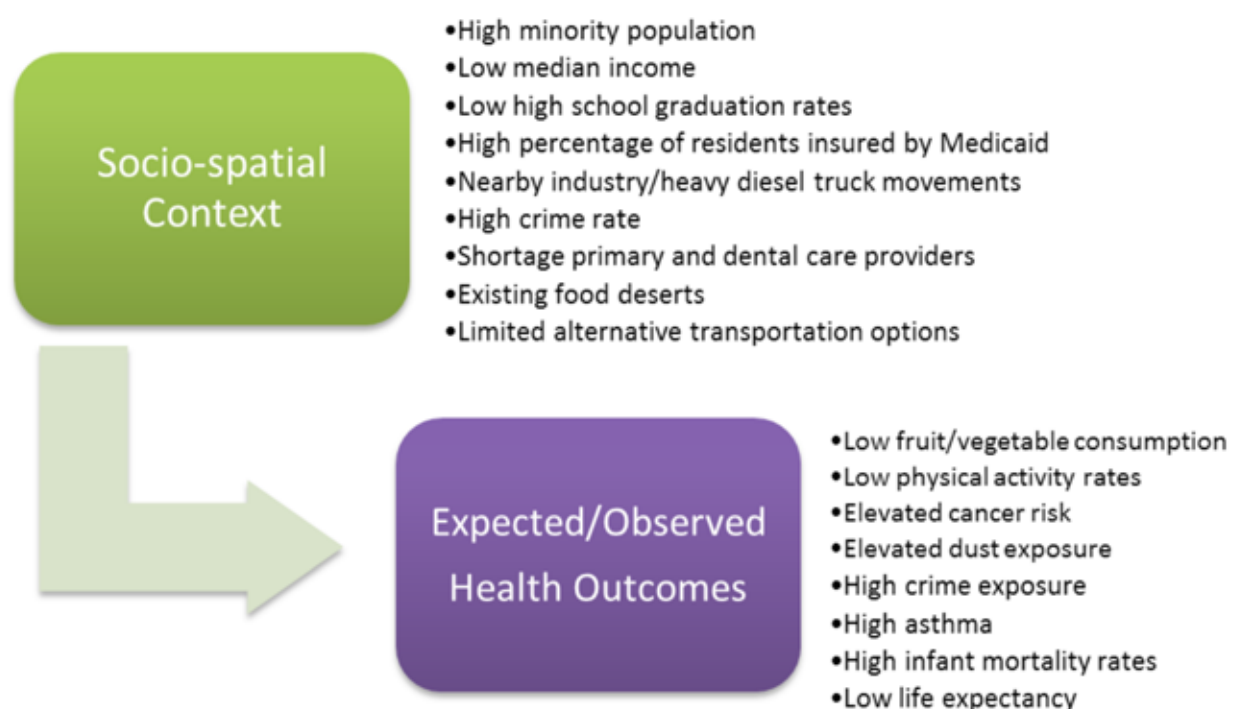 •High minority population
•Low median income
•Low high school graduation rates
•High percentage of residents insured by Medicaid
•Nearby industry/heavy diesel truck movements
•High crime rate
•Shortage primary and dental care providers
•Existing food deserts
•Limited alternative transportation options
Socio-spatial
Context
Expected/Observed
Health Outcomes
•Low fruit/vegetable consumption
•Low physical activity rates
•Elevated cancer risk
•Elevated dust exposure
•High crime exposure
•High asthma
•High infant mortality rates
•Low life expectancy